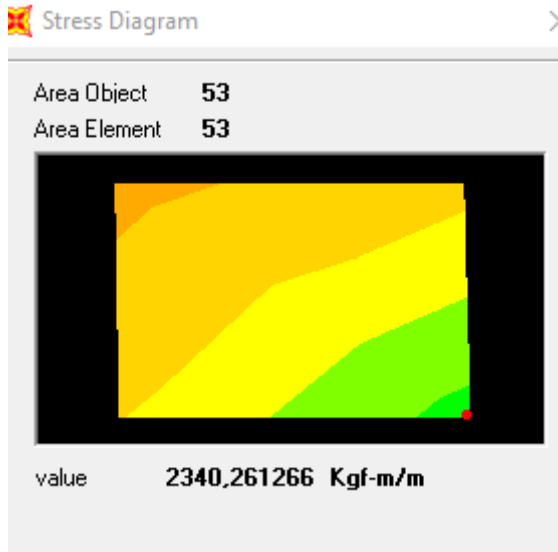 Stress Diagram
Area Object 53
Area Element 53
value 2340,261266 Kgf-m/m